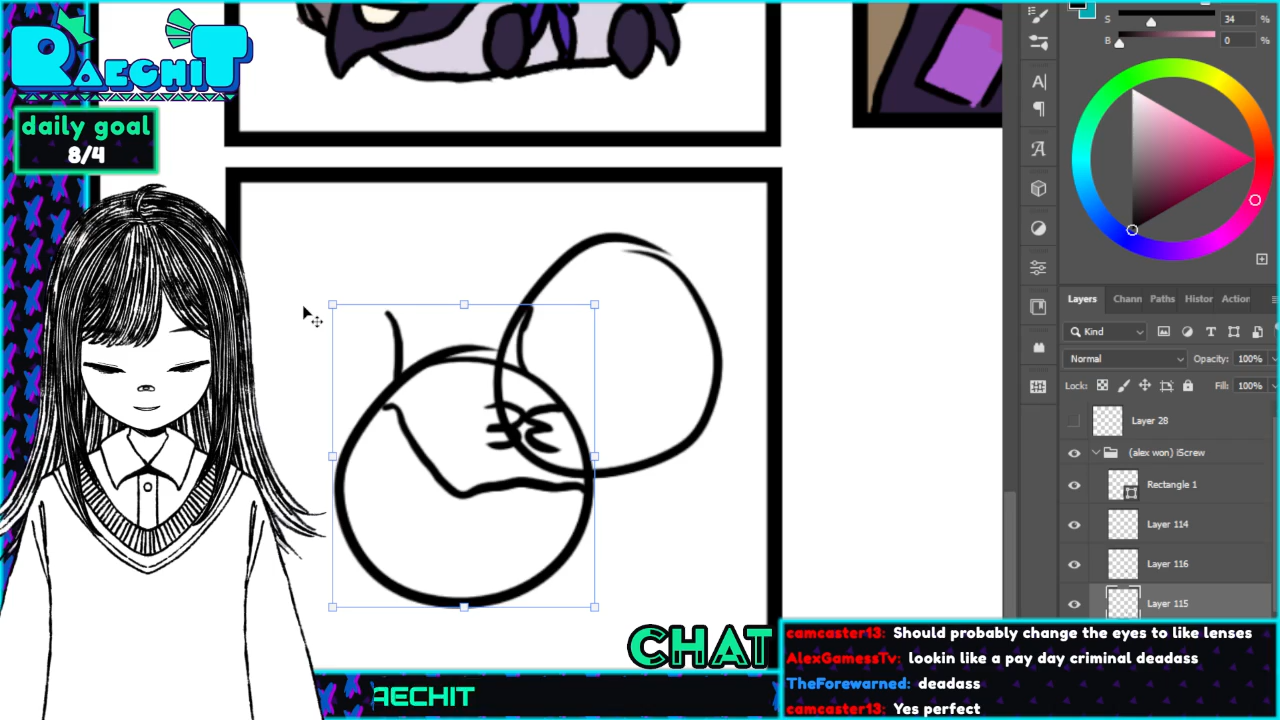 RAECHIT
daily goal
8/4
S
34
%
B
0
%
A
¶
A
Layers
Chann
Paths
Histor
Action
Kind
T
Normal
Opacity:
100%
Lock:
Fill:
100%
Layer 28
(alex won) iScrew
Rectangle 1
Layer 114
Layer 116
Layer 115
CHAT
camcaster13: Should probably change the eyes to like lenses
AlexGamessTv: lookin like a pay day criminal deadass
TheForewarned: deadass
camcaster13: Yes perfect
AECHIT